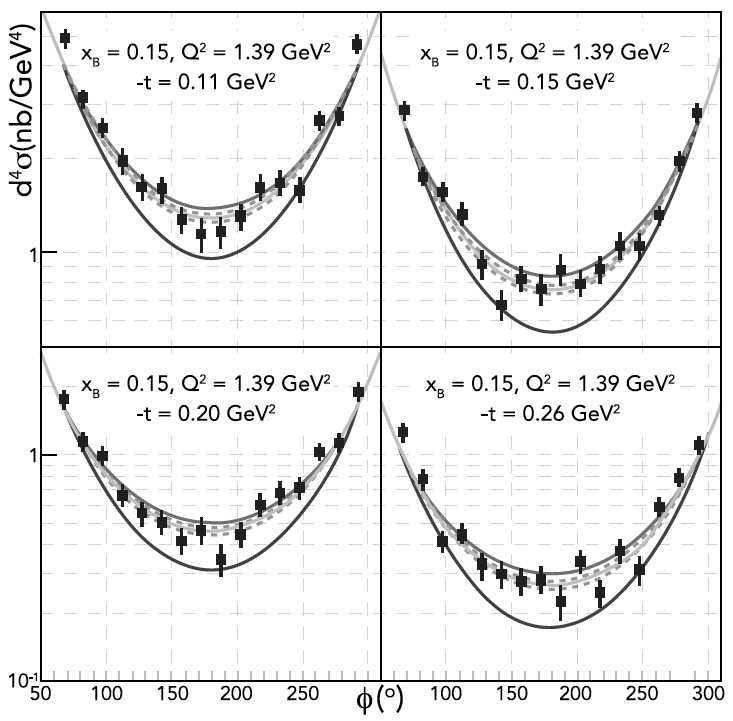 d⁴σ(nb/GeV⁴)
x_B = 0.15, Q² = 1.39 GeV²
-t = 0.11 GeV²
x_B = 0.15, Q² = 1.39 GeV²
-t = 0.15 GeV²
1
x_B = 0.15, Q² = 1.39 GeV²
-t = 0.20 GeV²
x_B = 0.15, Q² = 1.39 GeV²
-t = 0.26 GeV²
1
10⁻¹
50 100 150 200 250 300 100 150 200 250 300
ϕ(°)